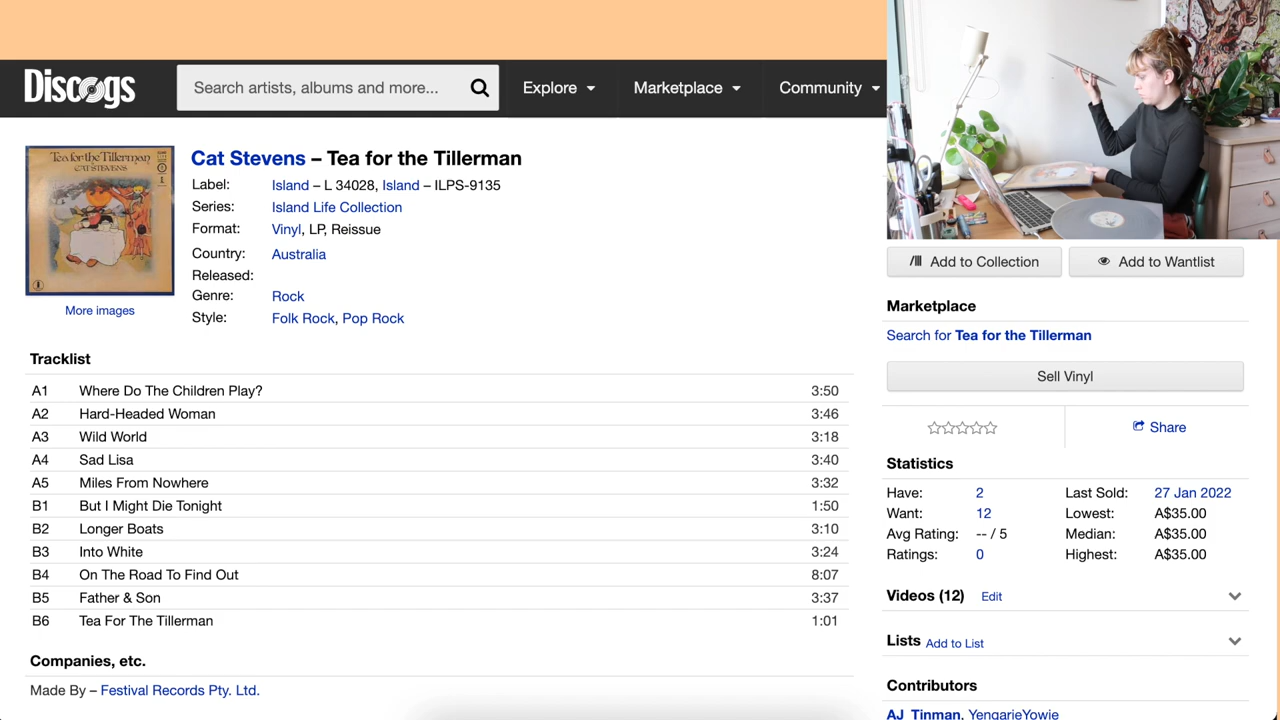 Discogs
Search artists, albums and more...
Explore
Marketplace
Community
Tea for the Tillerman
CAT STEVENS
More images
Cat Stevens – Tea for the Tillerman
Label: Island – L 34028, Island – ILPS-9135
Series: Island Life Collection
Format: Vinyl, LP, Reissue
Country: Australia
Released:
Genre: Rock
Style: Folk Rock, Pop Rock
Tracklist
A1 Where Do The Children Play? 3:50
A2 Hard-Headed Woman 3:46
A3 Wild World 3:18
A4 Sad Lisa 3:40
A5 Miles From Nowhere 3:32
B1 But I Might Die Tonight 1:50
B2 Longer Boats 3:10
B3 Into White 3:24
B4 On The Road To Find Out 8:07
B5 Father & Son 3:37
B6 Tea For The Tillerman 1:01
Companies, etc.
Made By – Festival Records Pty. Ltd.
Add to Collection
Add to Wantlist
Marketplace
Search for Tea for the Tillerman
Sell Vinyl
Share
Statistics
Have: 2 Last Sold: 27 Jan 2022
Want: 12 Lowest: A$35.00
Avg Rating: -- / 5 Median: A$35.00
Ratings: 0 Highest: A$35.00
Videos (12) Edit
Lists Add to List
Contributors
AJ_Tinman, YengarieYowie